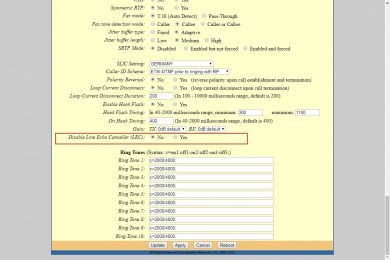 Symmetric RTP: No Yes
Fax mode: T.38 (Auto Detect) Pass-Through
Fax tone detection mode: Caller Callee Caller or Callee
Jitter buffer type: Fixed Adaptive
Jitter buffer length: Low Medium High
SRTP Mode: Disabled Enabled but not forced Enabled and forced
SLIC Setting: GERMANY
Caller ID Scheme: ETSI-DTMF prior to ringing with RP
Polarity Reversal: No Yes (reverse polarity upon call establishment and termination)
Loop Current Disconnect: No Yes (loop current disconnect upon call termination)
Loop Current Disconnect Duration: 200 (In 100 - 10000 milliseconds range, default is 200)
Enable Hook Flash: No Yes
Hook Flash Timing: In 40-2000 milliseconds range, minimum: 300 maximum: 1100
On Hook Timing: 400 (In 40-2000 milliseconds range, default is 400)
Gain: TX 0dB default RX 0dB default
Disable Line Echo Canceller (LEC): No Yes
Ring Tones (Syntax: c=on1/off1-on2/off2-on3/off3;)
Ring Tone 1: c=2000/4000;
Ring Tone 2: c=2000/4000;
Ring Tone 3: c=2000/4000;
Ring Tone 4: c=2000/4000;
Ring Tone 5: c=2000/4000;
Ring Tone 6: c=2000/4000;
Ring Tone 7: c=2000/4000;
Ring Tone 8: c=2000/4000;
Ring Tone 9: c=2000/4000;
Ring Tone 10: c=2000/4000;
Update Apply Cancel Reboot